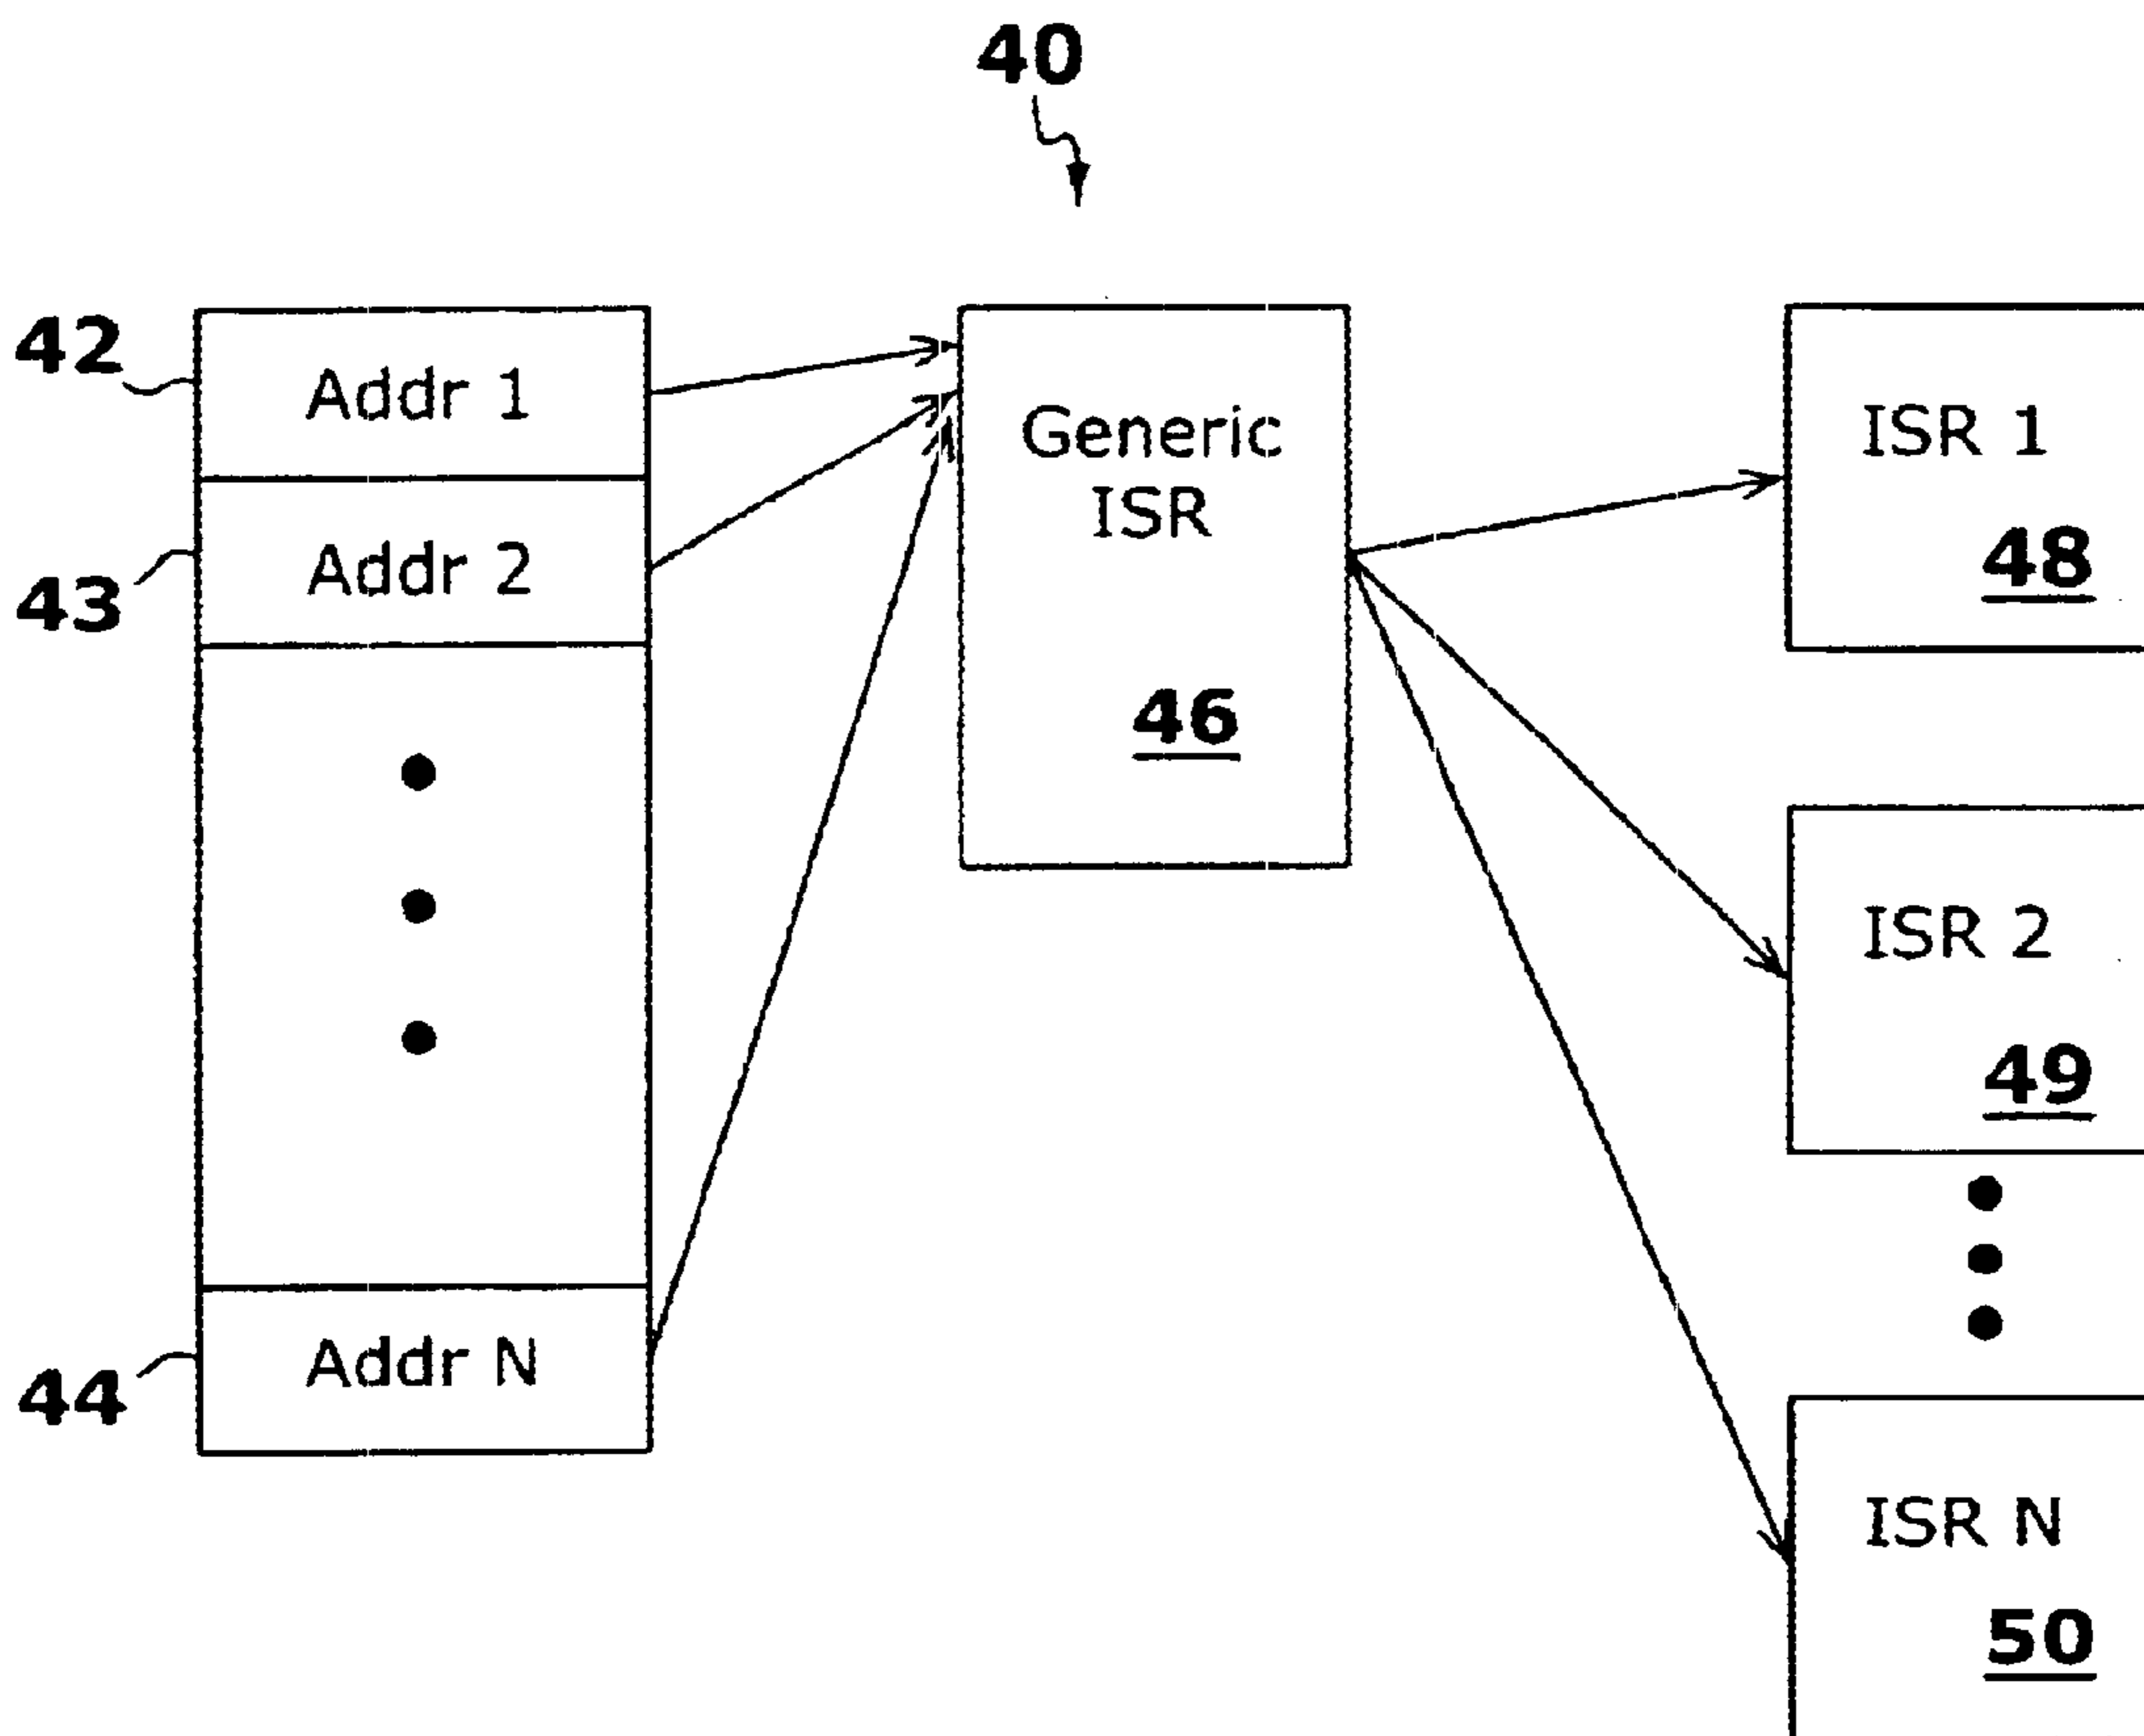 40
42
Addr 1
43
Addr 2
44
Addr N
Generic
ISR
46
ISR 1
48
ISR 2
49
ISR N
50